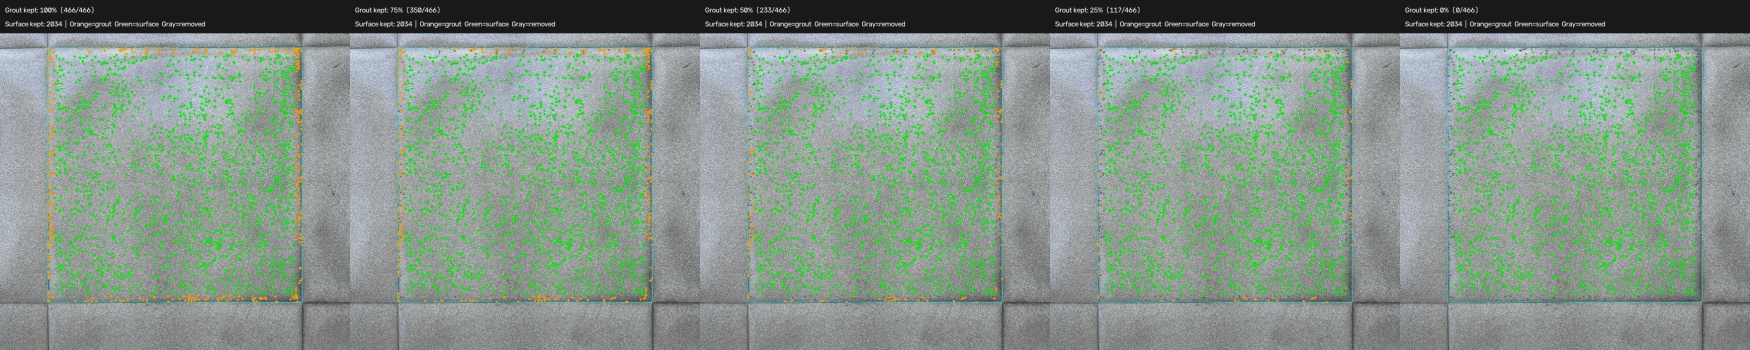 Grout kept: 100% (466/466)
Surface kept: 2034 | Orange=grout Green=surface Gray=removed
Grout kept: 75% (350/466)
Surface kept: 2034 | Orange=grout Green=surface Gray=removed
Grout kept: 50% (233/466)
Surface kept: 2034 | Orange=grout Green=surface Gray=removed
Grout kept: 25% (117/466)
Surface kept: 2034 | Orange=grout Green=surface Gray=removed
Grout kept: 0% (0/466)
Surface kept: 2034 | Orange=grout Green=surface Gray=removed